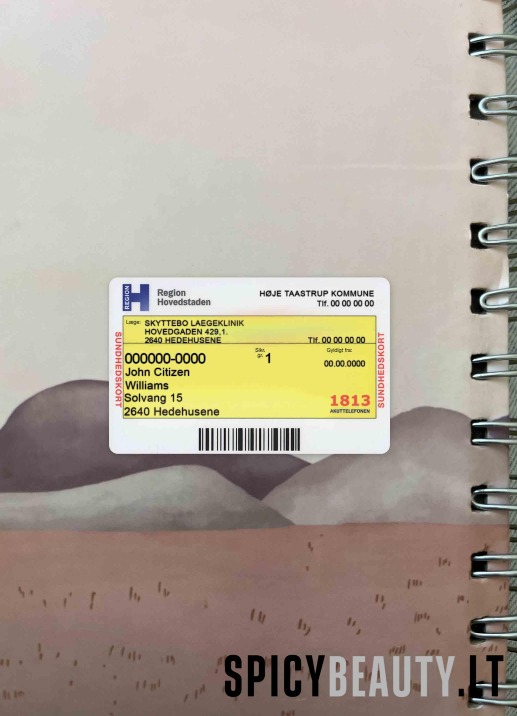 REGION
Region
Hovedstaden
HØJE TAASTRUP KOMMUNE
Tlf. 00 00 00 00
Læge: SKYTTEBO LAEGEKLINIK
HOVEDGADEN 429,1.
2640 HEDEHUSENE Tlf. 00 00 00 00
000000-0000
Sikr. gr. 1
Gyldigt fra:
00.00.0000
John Citizen
Williams
Solvang 15
2640 Hedehusene
1813
AKUTTELEFONEN
SUNDHEDSKORT
SUNDHEDSKORT
SPICYBEAUTY.LT